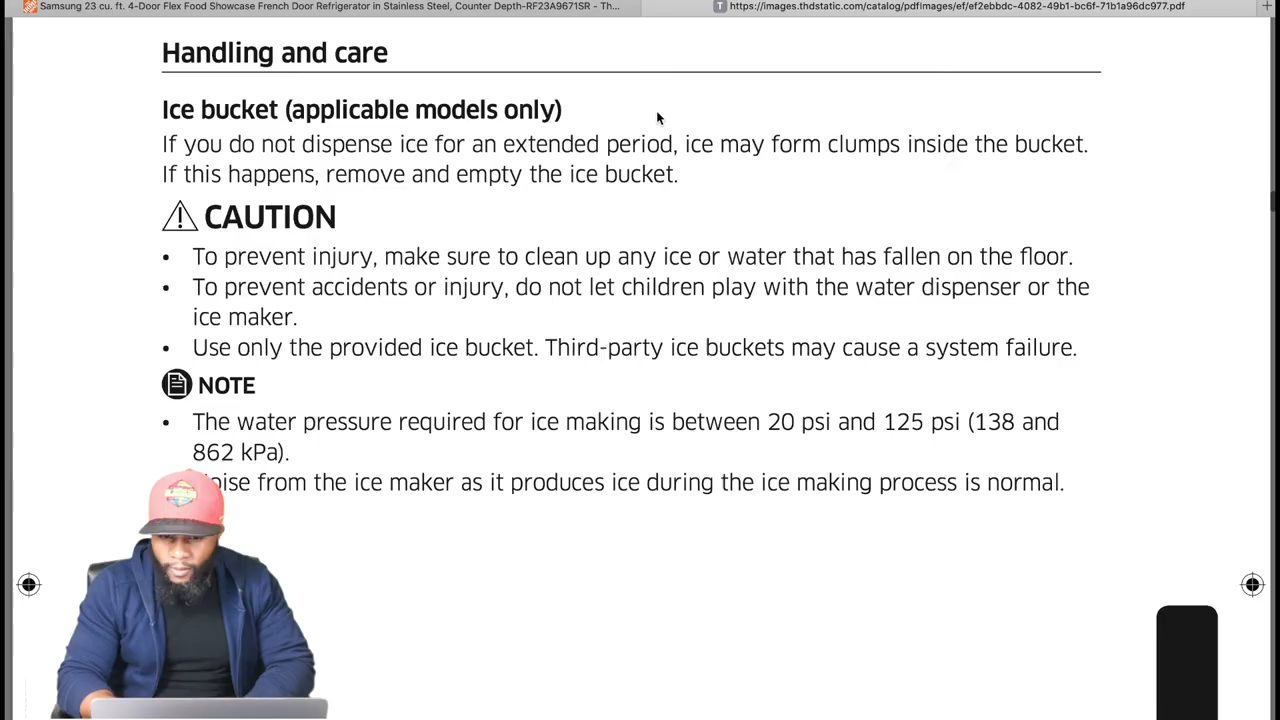 Samsung 23 cu. ft. 4-Door Flex Food Showcase French Door Refrigerator in Stainless Steel, Counter Depth-RF23A9671SR - Th...
T https://images.thdstatic.com/catalog/pdfimages/ef/ef2ebbdc-4082-49b1-bc6f-71b1a96dc977.pdf
Handling and care
Ice bucket (applicable models only)
If you do not dispense ice for an extended period, ice may form clumps inside the bucket.
If this happens, remove and empty the ice bucket.
CAUTION
• To prevent injury, make sure to clean up any ice or water that has fallen on the floor.
• To prevent accidents or injury, do not let children play with the water dispenser or the
ice maker.
• Use only the provided ice bucket. Third-party ice buckets may cause a system failure.
NOTE
• The water pressure required for ice making is between 20 psi and 125 psi (138 and
862 kPa).
from the ice maker as it produces ice during the ice making process is normal.